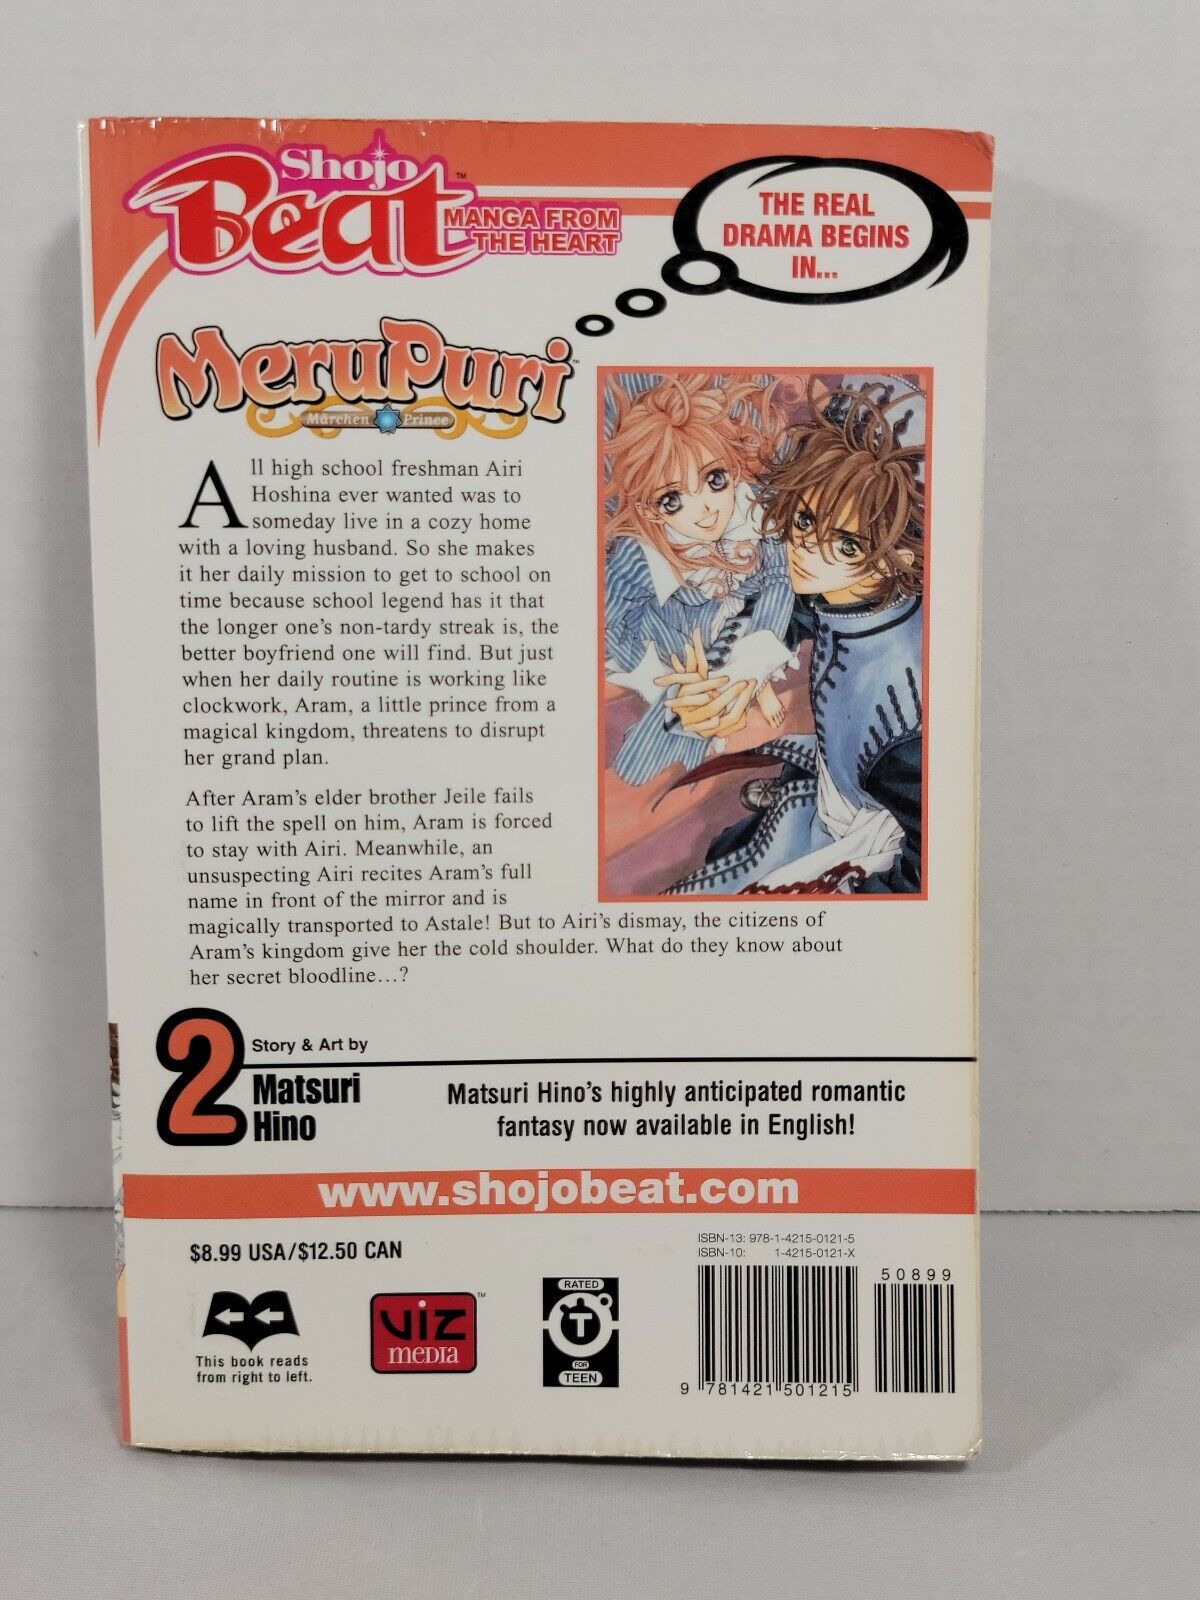 Shojo
Beat™
MANGA FROM
THE HEART
THE REAL
DRAMA BEGINS
IN...
MeruPuri™
Märchen Prince
All high school freshman Airi
Hoshina ever wanted was to
someday live in a cozy home
with a loving husband. So she makes
it her daily mission to get to school on
time because school legend has it that
the longer one's non-tardy streak is, the
better boyfriend one will find. But just
when her daily routine is working like
clockwork, Aram, a little prince from a
magical kingdom, threatens to disrupt
her grand plan.
After Aram's elder brother Jeile fails
to lift the spell on him, Aram is forced
to stay with Airi. Meanwhile, an
unsuspecting Airi recites Aram's full
name in front of the mirror and is
magically transported to Astale! But to Airi's dismay, the citizens of
Aram's kingdom give her the cold shoulder. What do they know about
her secret bloodline...?
2
Story & Art by
Matsuri
Hino
Matsuri Hino's highly anticipated romantic
fantasy now available in English!
www.shojobeat.com
$8.99 USA/$12.50 CAN
This book reads
from right to left.
VIZ™
MEDIA
RATED
T
FOR
TEEN
ISBN-13: 978-1-4215-0121-5
ISBN-10: 1-4215-0121-X
50899
9 781421 501215